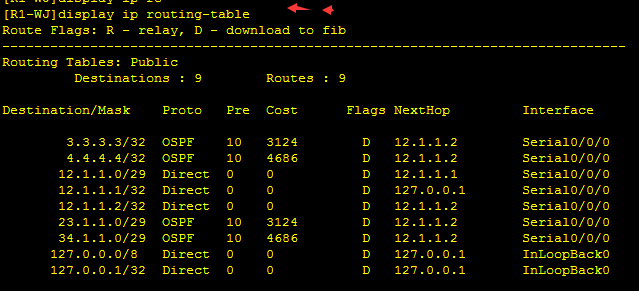 [R1-WJ]display ip routing-table
Route Flags: R - relay, D - download to fib
------------------------------------------------------------------------------
Routing Tables: Public
         Destinations : 9        Routes : 9
Destination/Mask    Proto   Pre  Cost      Flags NextHop         Interface
        3.3.3.3/32  OSPF    10   3124        D   12.1.1.2        Serial0/0/0
        4.4.4.4/32  OSPF    10   4686        D   12.1.1.2        Serial0/0/0
       12.1.1.0/29  Direct  0    0           D   12.1.1.1        Serial0/0/0
       12.1.1.1/32  Direct  0    0           D   127.0.0.1       Serial0/0/0
       12.1.1.2/32  Direct  0    0           D   12.1.1.2        Serial0/0/0
       23.1.1.0/29  OSPF    10   3124        D   12.1.1.2        Serial0/0/0
       34.1.1.0/29  OSPF    10   4686        D   12.1.1.2        Serial0/0/0
      127.0.0.0/8   Direct  0    0           D   127.0.0.1       InLoopBack0
      127.0.0.1/32  Direct  0    0           D   127.0.0.1       InLoopBack0